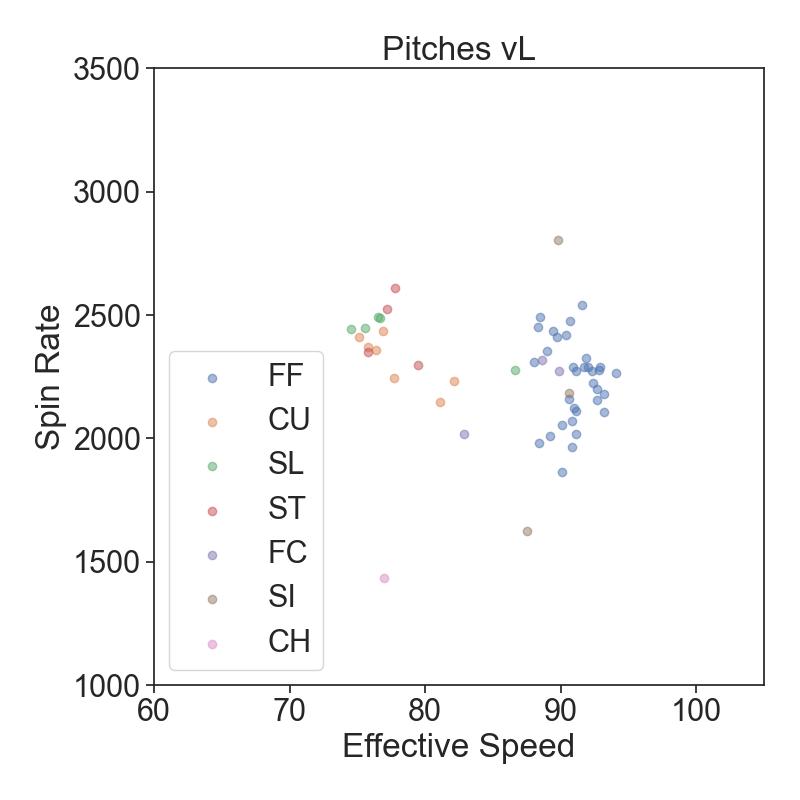 Pitches vL
3500
3000
2500
2000
1500
1000
Spin Rate
FF
CU
SL
ST
FC
SI
CH
60 70 80 90 100
Effective Speed